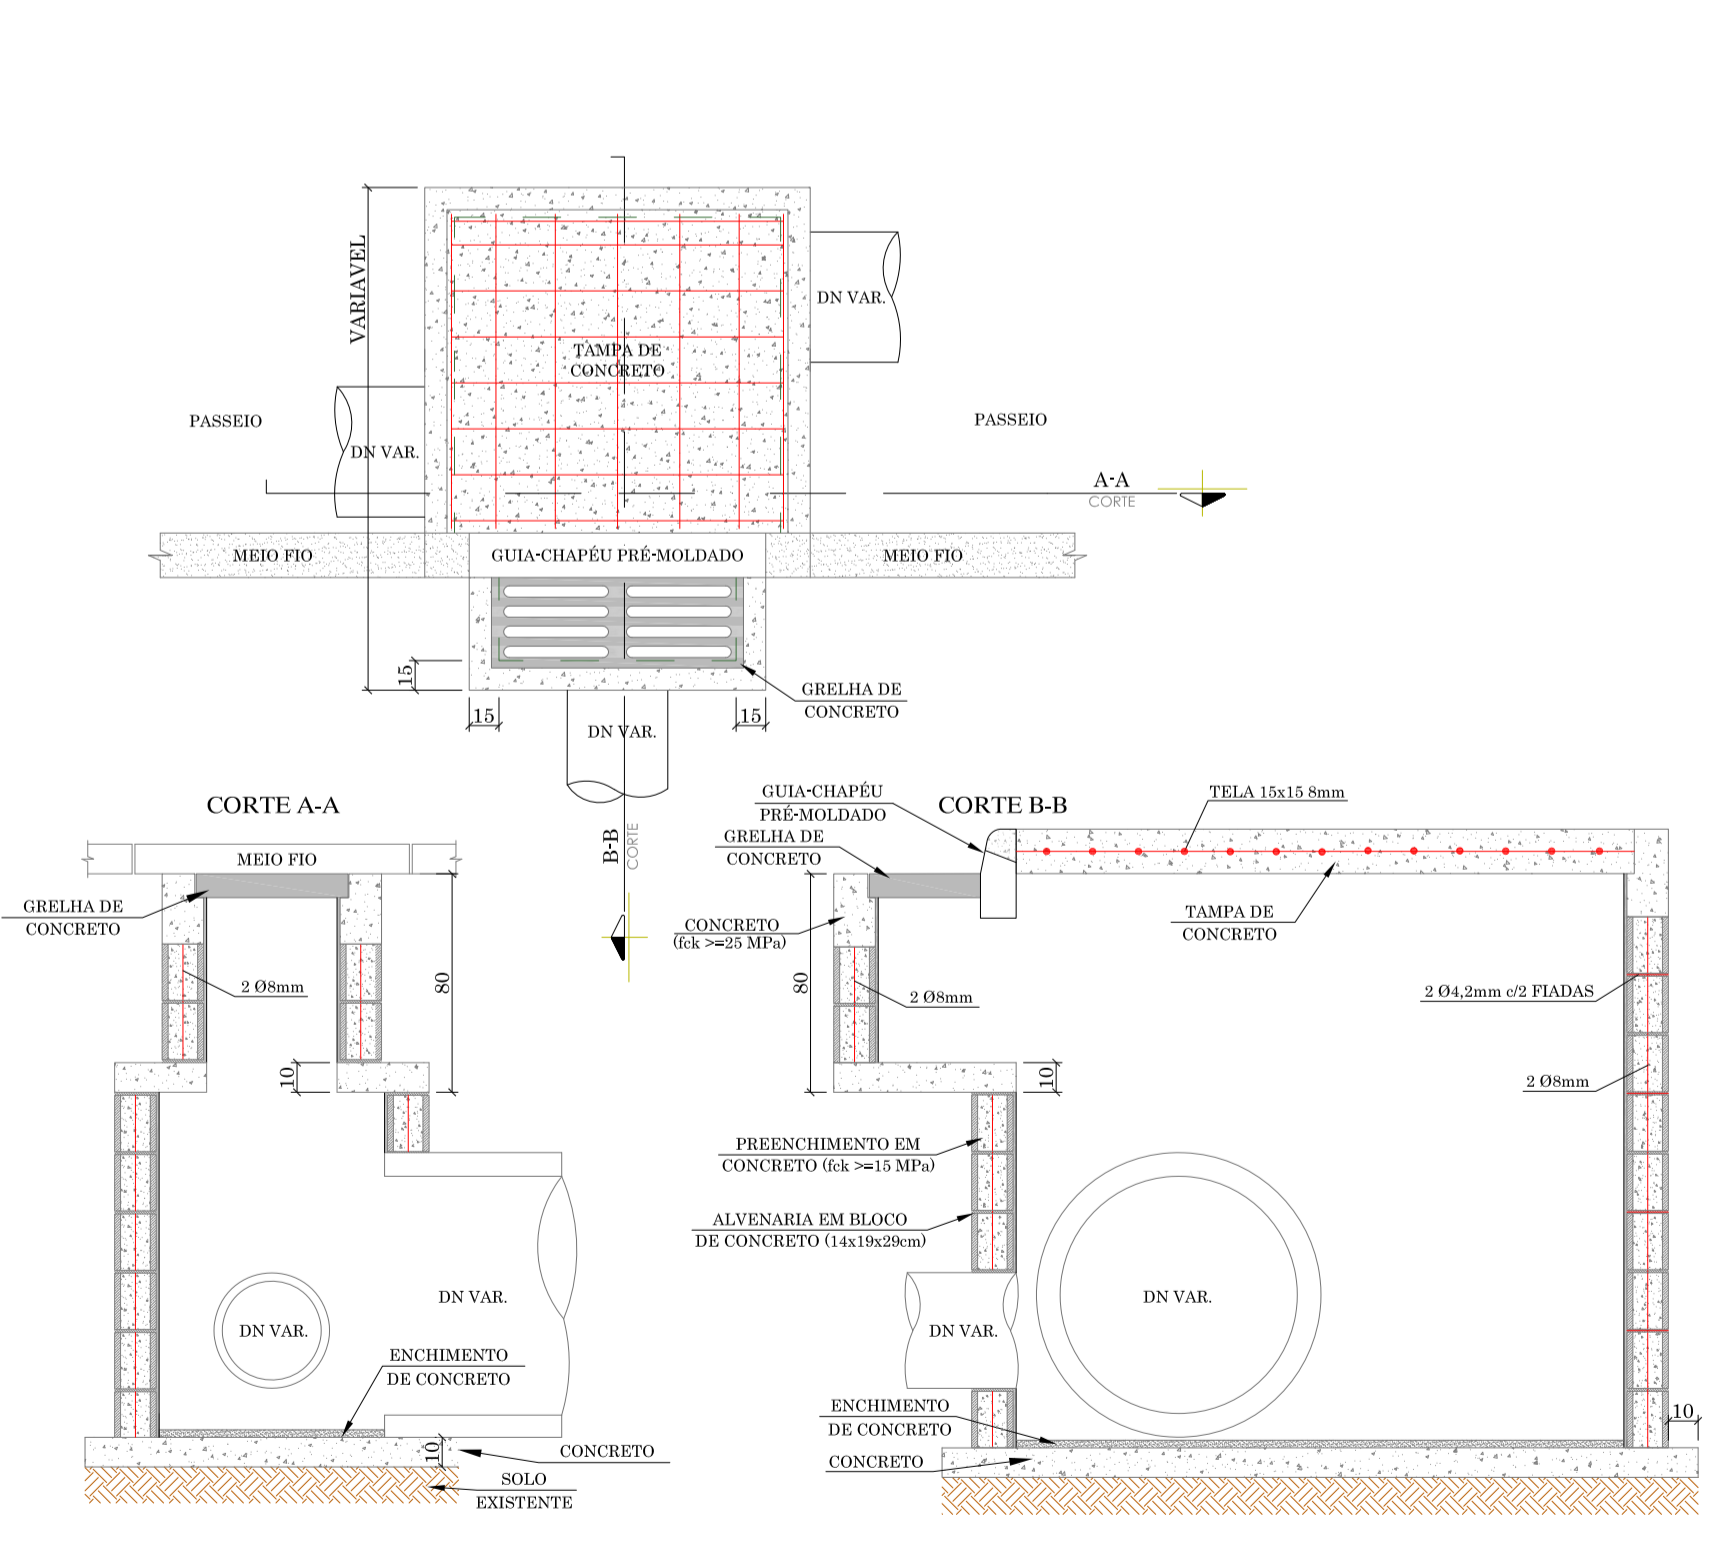 VARIAVEL
DN VAR.
TAMPA DE
CONCRETO
PASSEIO
DN VAR.
PASSEIO
A-A
CORTE
MEIO FIO
GUIA-CHAPÉU PRÉ-MOLDADO
MEIO FIO
15
GRELHA DE
CONCRETO
15
15
DN VAR.
B-B
CORTE
CORTE A-A
MEIO FIO
GRELHA DE
CONCRETO
2 Ø8mm
80
10
DN VAR.
DN VAR.
ENCHIMENTO
DE CONCRETO
10
CONCRETO
SOLO
EXISTENTE
CORTE B-B
GUIA-CHAPÉU
PRÉ-MOLDADO
GRELHA DE
CONCRETO
TELA 15x15 8mm
TAMPA DE
CONCRETO
CONCRETO
(fck >=25 MPa)
80
2 Ø8mm
10
2 Ø4,2mm c/2 FIADAS
2 Ø8mm
PREENCHIMENTO EM
CONCRETO (fck >=15 MPa)
ALVENARIA EM BLOCO
DE CONCRETO (14x19x29cm)
DN VAR.
DN VAR.
ENCHIMENTO
DE CONCRETO
CONCRETO
10